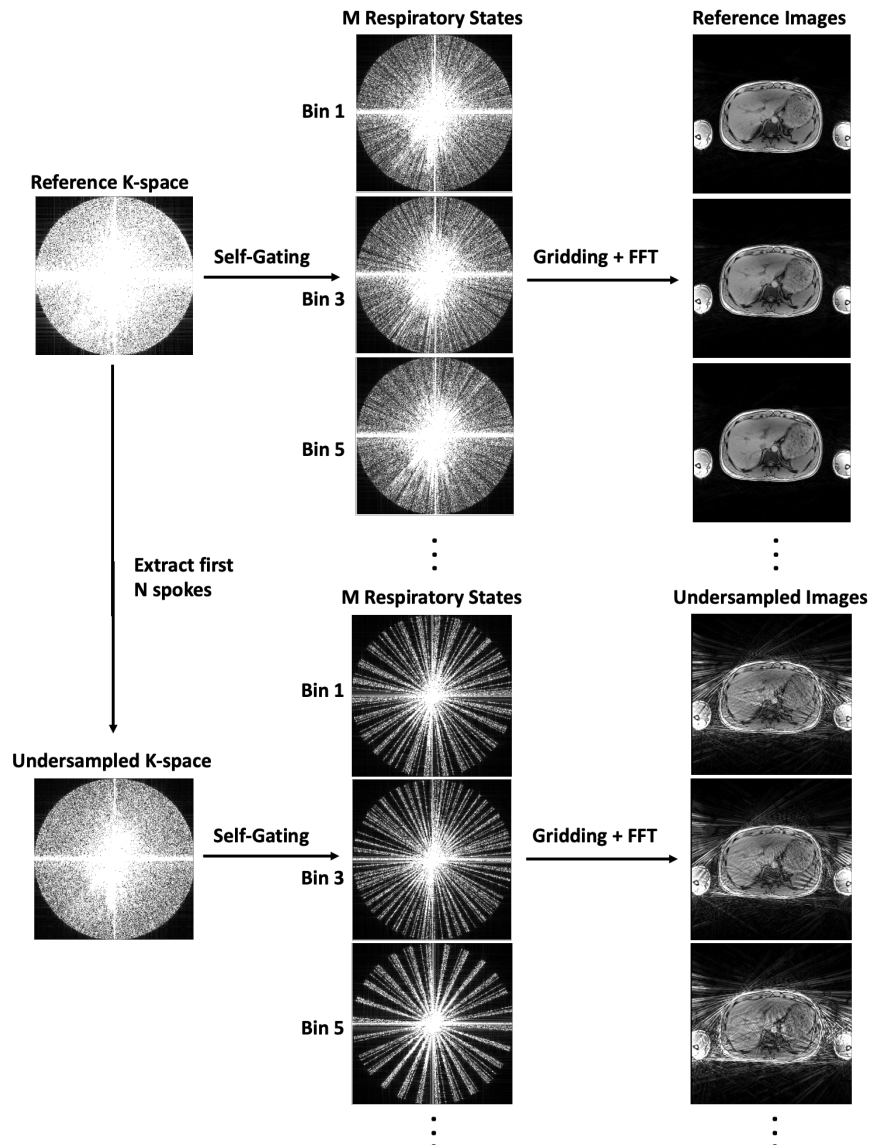 M Respiratory States
Reference Images
Bin 1
Reference K-space
Self-Gating
Bin 3
Gridding + FFT
Bin 5
Extract first
N spokes
M Respiratory States
Undersampled Images
Bin 1
Undersampled K-space
Self-Gating
Bin 3
Gridding + FFT
Bin 5